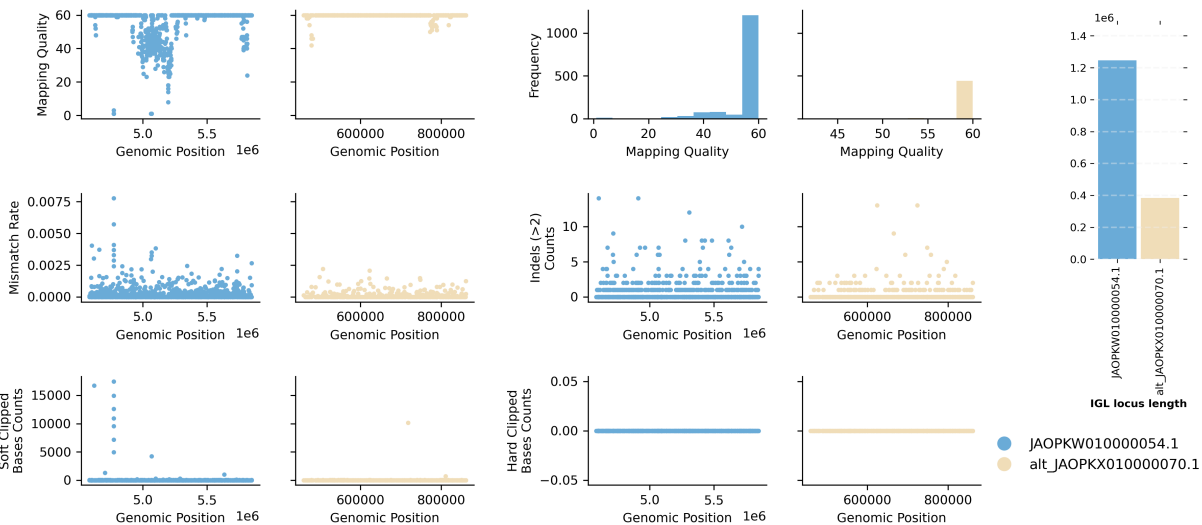 60
40
20
0
Mapping Quality
5.0
5.5
1e6
Genomic Position
600000
800000
Genomic Position
1000
500
0
Frequency
0
20
40
60
Mapping Quality
45
50
55
60
Mapping Quality
1e6
1.4
1.2
1.0
0.8
0.6
0.4
0.2
0.0
JAOPKW010000054.1
alt_JAOPKX010000070.1
IGL locus length
0.0075
0.0050
0.0025
0.0000
Mismatch Rate
5.0
5.5
1e6
Genomic Position
600000
800000
Genomic Position
10
5
0
Indels (>2)
Counts
5.0
5.5
1e6
Genomic Position
600000
800000
Genomic Position
15000
10000
5000
0
Soft Clipped
Bases Counts
5.0
5.5
1e6
Genomic Position
600000
800000
Genomic Position
0.05
0.00
−0.05
Hard Clipped
Bases Counts
5.0
5.5
1e6
Genomic Position
600000
800000
Genomic Position
JAOPKW010000054.1
alt_JAOPKX010000070.1